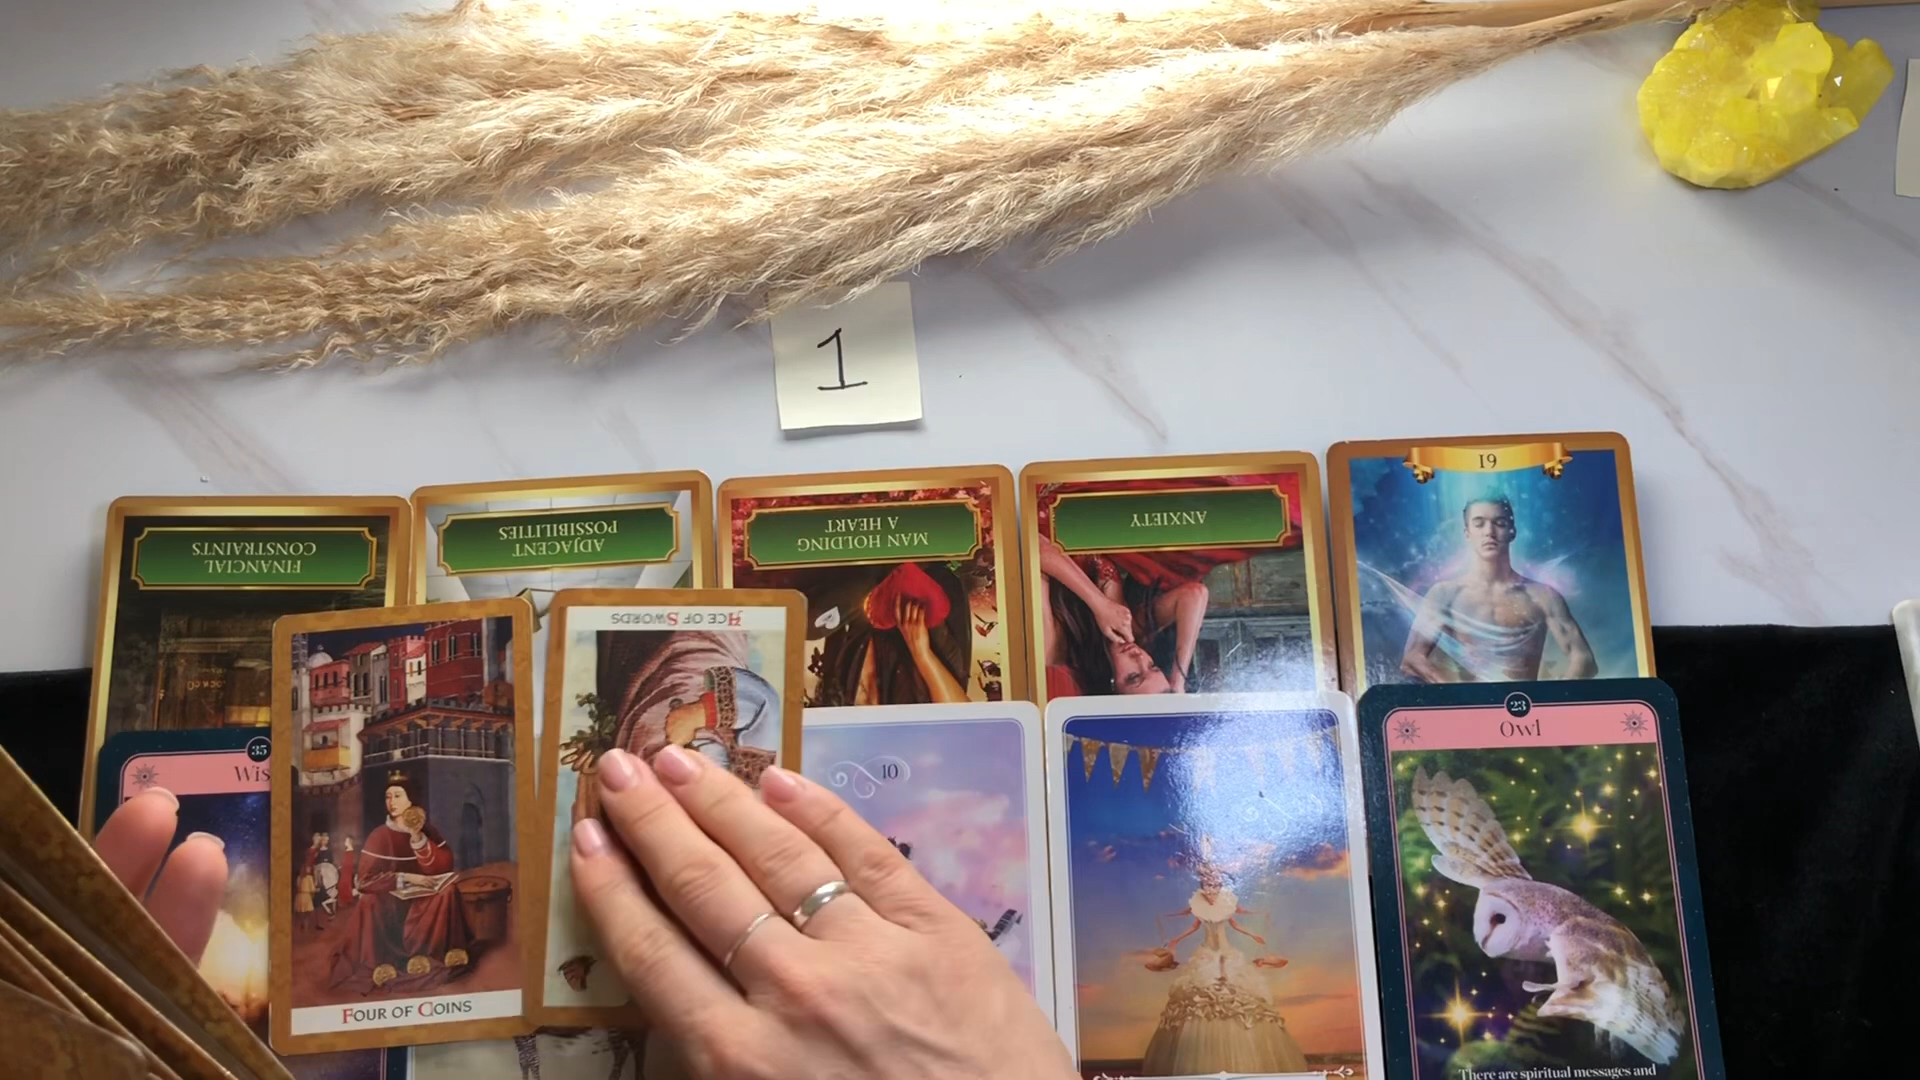 1
FINANCIAL
CONSTRAINTS
ADJACENT
POSSIBILITIES
MAN HOLDING
A HEART
ANXIETY
19
ACE OF SWORDS
35
10
23
Owl
FOUR OF COINS
There are spiritual messages and